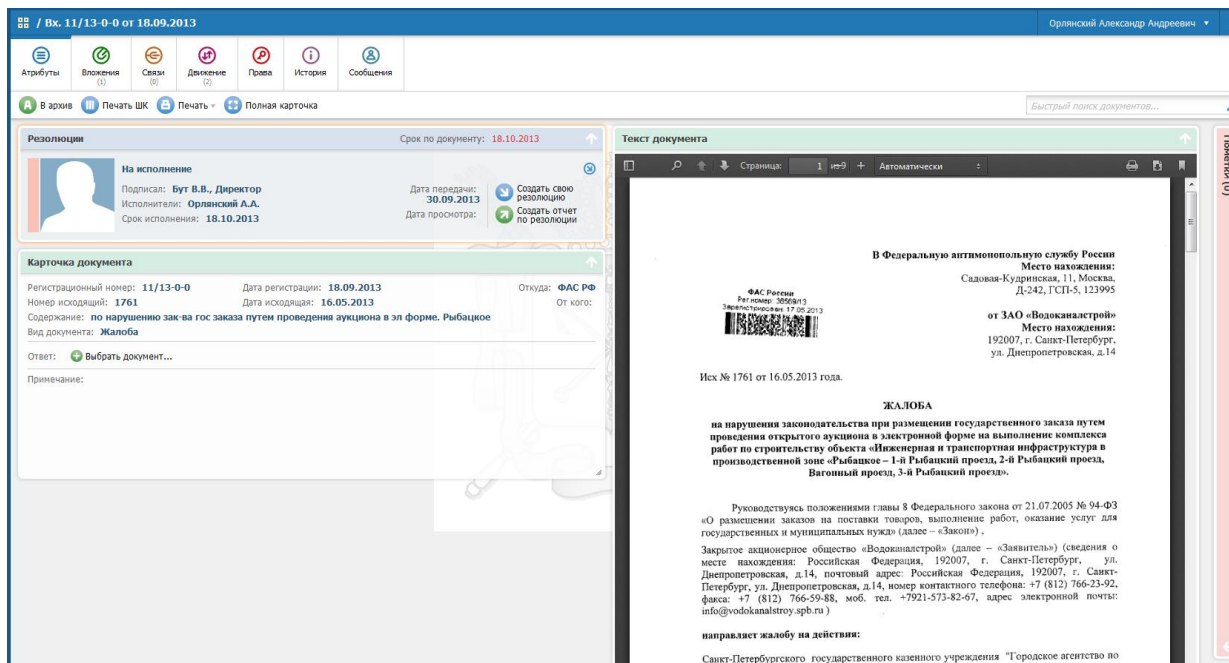 / Вх. 11/13-0-0 от 18.09.2013
Орлянский Александр Андреевич
Атрибуты
Вложения
(1)
Связи
(0)
Движение
(2)
Права
История
Сообщения
В архив
Печать ШК
Печать
Полная карточка
Быстрый поиск документов...
Резолюции
Срок по документу: 18.10.2013
На исполнение
Подписал: Бут В.В., Директор
Исполнители: Орлянский А.А.
Срок исполнения: 18.10.2013
Дата передачи:
30.09.2013
Дата просмотра:
Создать свою
резолюцию
Создать отчет
по резолюции
Карточка документа
Регистрационный номер: 11/13-0-0
Дата регистрации: 18.09.2013
Откуда: ФАС РФ
Номер исходящий: 1761
Дата исходящая: 16.05.2013
От кого:
Содержание: по нарушению зак-ва гос заказа путем проведения аукциона в эл форме. Рыбацкое
Вид документа: Жалоба
Ответ:
Выбрать документ...
Примечание:
Текст документа
Страница: 1 из 9
Автоматически
В Федеральную антимонопольную службу России
Место нахождения:
Садовая-Кудринская, 11, Москва,
Д-242, ГСП-5, 123995
ФАС России
Рег.номер: 36569/13
Зарегистрирован: 17.05.2013
от ЗАО «Водоканалстрой»
Место нахождения:
192007, г. Санкт-Петербург,
ул. Днепропетровская, д.14
Исх № 1761 от 16.05.2013 года.
ЖАЛОБА
на нарушения законодательства при размещении государственного заказа путем
проведения открытого аукциона в электронной форме на выполнение комплекса
работ по строительству объекта «Инженерная и транспортная инфраструктура в
производственной зоне «Рыбацкое – 1-й Рыбацкий проезд, 2-й Рыбацкий проезд,
Вагонный проезд, 3-й Рыбацкий проезд».
Руководствуясь положениями главы 8 Федерального закона от 21.07.2005 № 94-ФЗ
«О размещении заказов на поставки товаров, выполнение работ, оказание услуг для
государственных и муниципальных нужд» (далее – «Закон») ,
Закрытое акционерное общество «Водоканалстрой» (далее – «Заявитель») (сведения о
месте нахождения: Российская Федерация, 192007, г. Санкт-Петербург, ул.
Днепропетровская, д.14, почтовый адрес: Российская Федерация, 192007, г. Санкт-
Петербург, ул. Днепропетровская, д.14, номер контактного телефона: +7 (812) 766-23-92,
факса: +7 (812) 766-59-88, моб. тел. +7921-573-82-67, адрес электронной почты:
info@vodokanalstroy.spb.ru )
направляет жалобу на действия:
Санкт-Петербургского государственного казенного учреждения "Городское агентство по
Пометки (0)